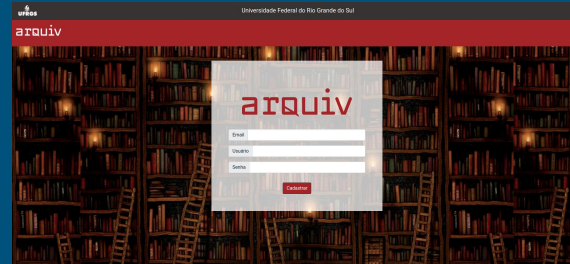 UFRGS
Universidade Federal do Rio Grande do Sul
arquiv
arquiv
Email
Usuário
Senha
Cadastrar